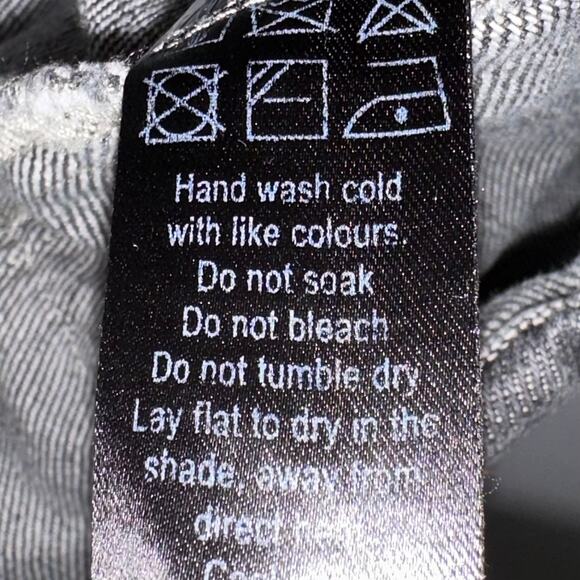 Hand wash cold
with like colours.
Do not soak
Do not bleach
Do not tumble dry
Lay flat to dry in the
shade, away from
direct